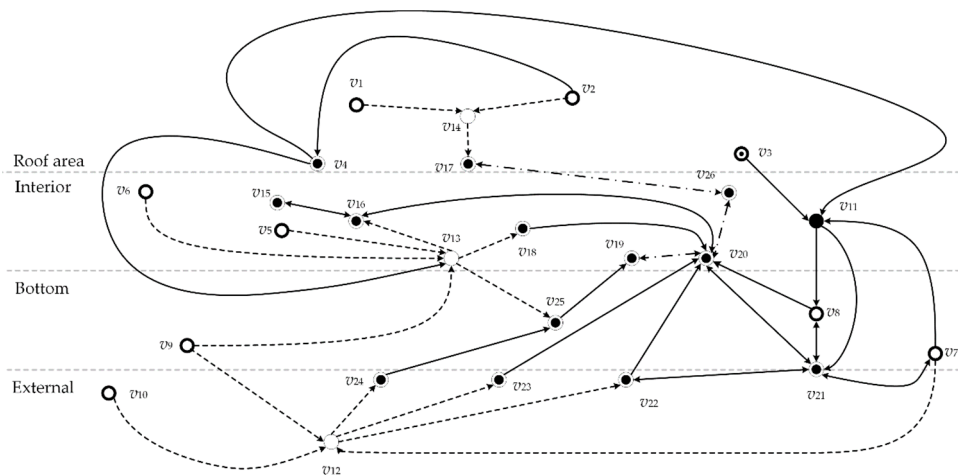 v1
v2
v14
Roof area
v4
v17
v3
Interior
v6
v15
v16
v26
v11
v5
v13
v18
v19
v20
Bottom
v25
v8
v9
v7
v24
v23
v22
v21
External
v10
v12